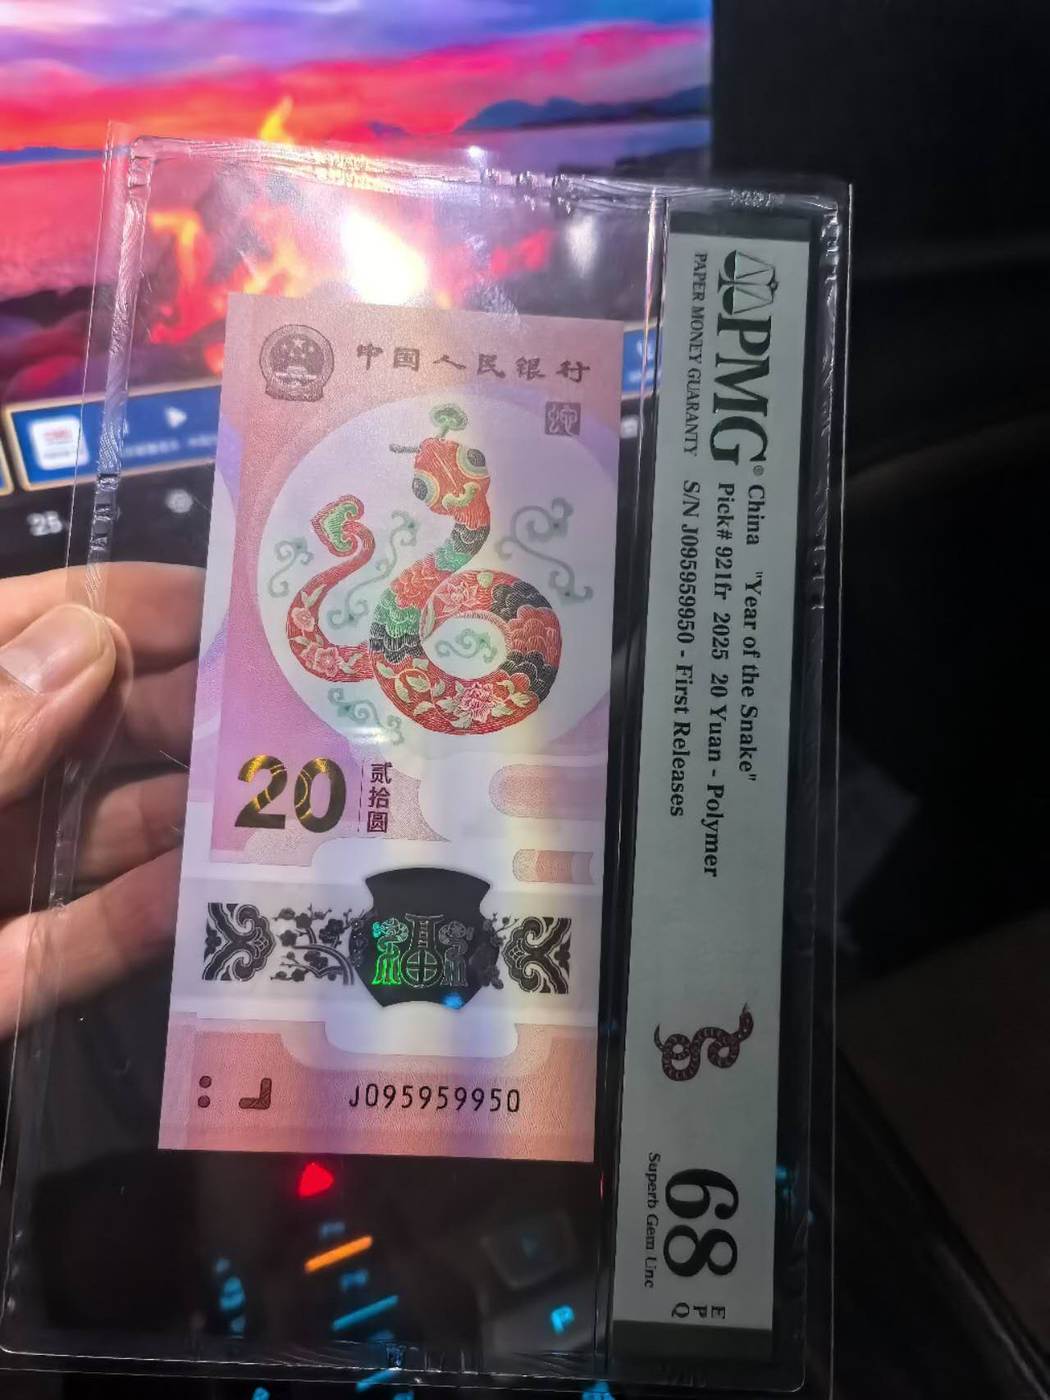 中国人民银行
20
贰拾圆
J095959950
PMG®
PAPER MONEY GUARANTY
China "Year of the Snake"
Pick# 921fr 2025 20 Yuan - Polymer
S/N J095959950 - First Releases
68
EPQ
Superb Gem Unc
25